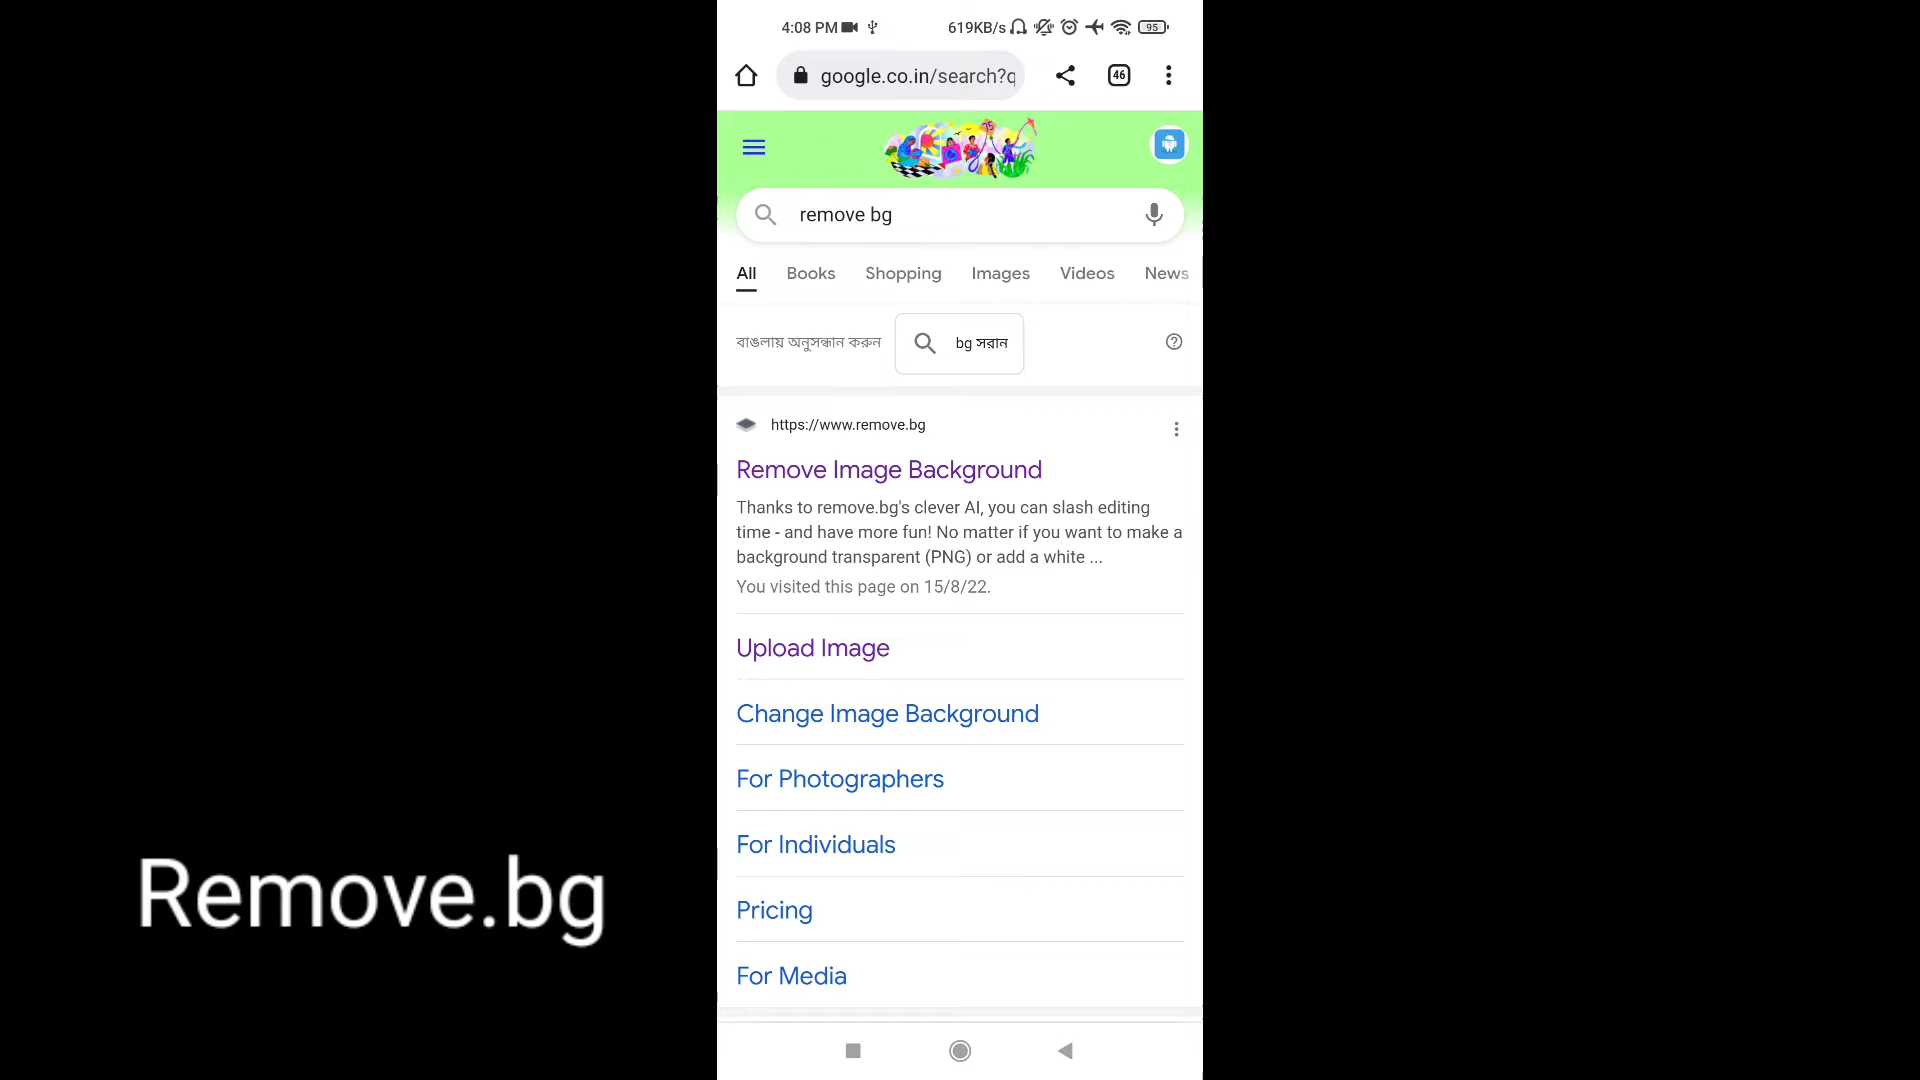 4:08 PM 619KB/s 95
google.co.in/search?q 46
remove bg
All Books Shopping Images Videos News
বাঙলায় অনুসন্ধান করুন bg সরান
https://www.remove.bg
Remove Image Background
Thanks to remove.bg's clever AI, you can slash editing
time - and have more fun! No matter if you want to make a
background transparent (PNG) or add a white ...
You visited this page on 15/8/22.
Upload Image
Change Image Background
For Photographers
For Individuals
Pricing
For Media
Remove.bg